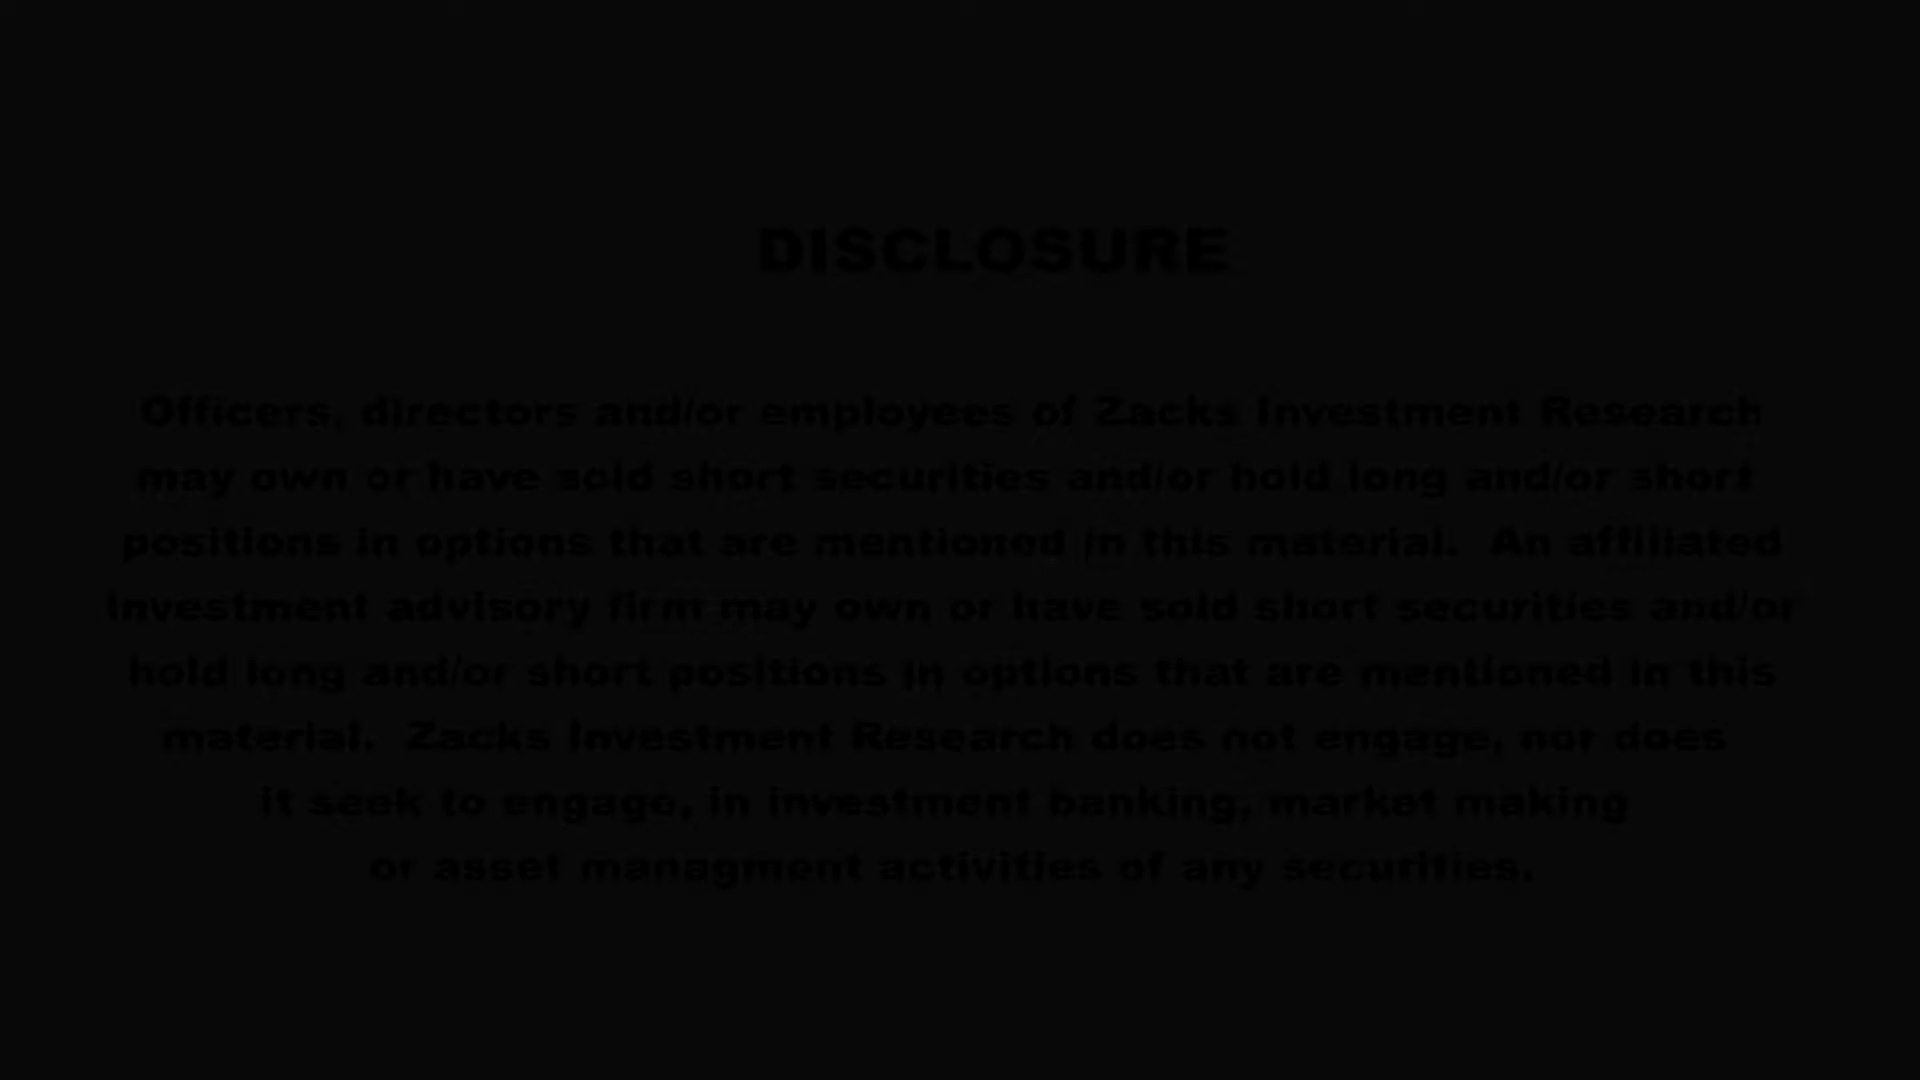 DISCLOSURE
Officers, directors and/or employees of Zacks Investment Research
may own or have sold short securities and/or hold long and/or short
positions in options that are mentioned in this material.  An affiliated
investment advisory firm may own or have sold short securities and/or
hold long and/or short positions in options that are mentioned in this
material.  Zacks Investment Research does not engage, nor does
it seek to engage, in investment banking, market making
or asset managment activities of any securities.